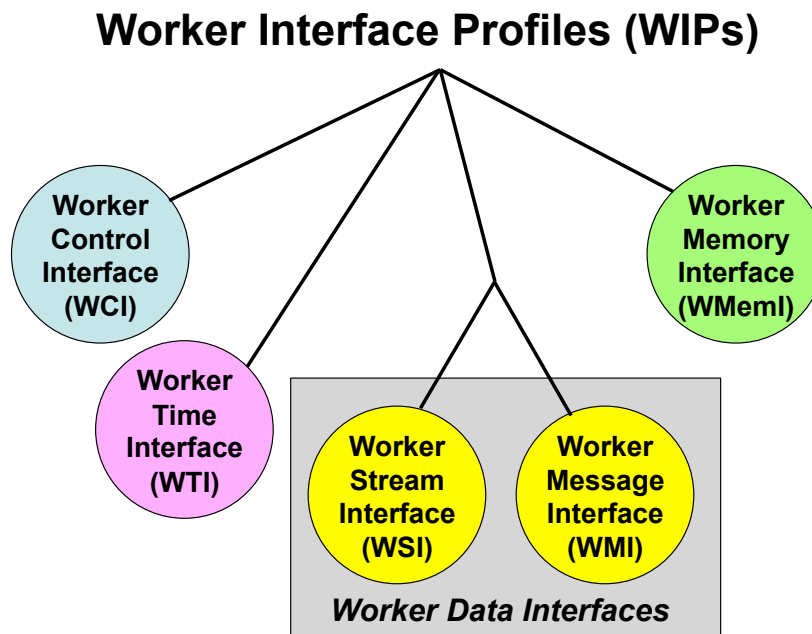 Worker Interface Profiles (WIPs)
Worker
Control
Interface
(WCI)
Worker
Memory
Interface
(WMemI)
Worker
Time
Interface
(WTI)
Worker
Stream
Interface
(WSI)
Worker
Message
Interface
(WMI)
Worker Data Interfaces